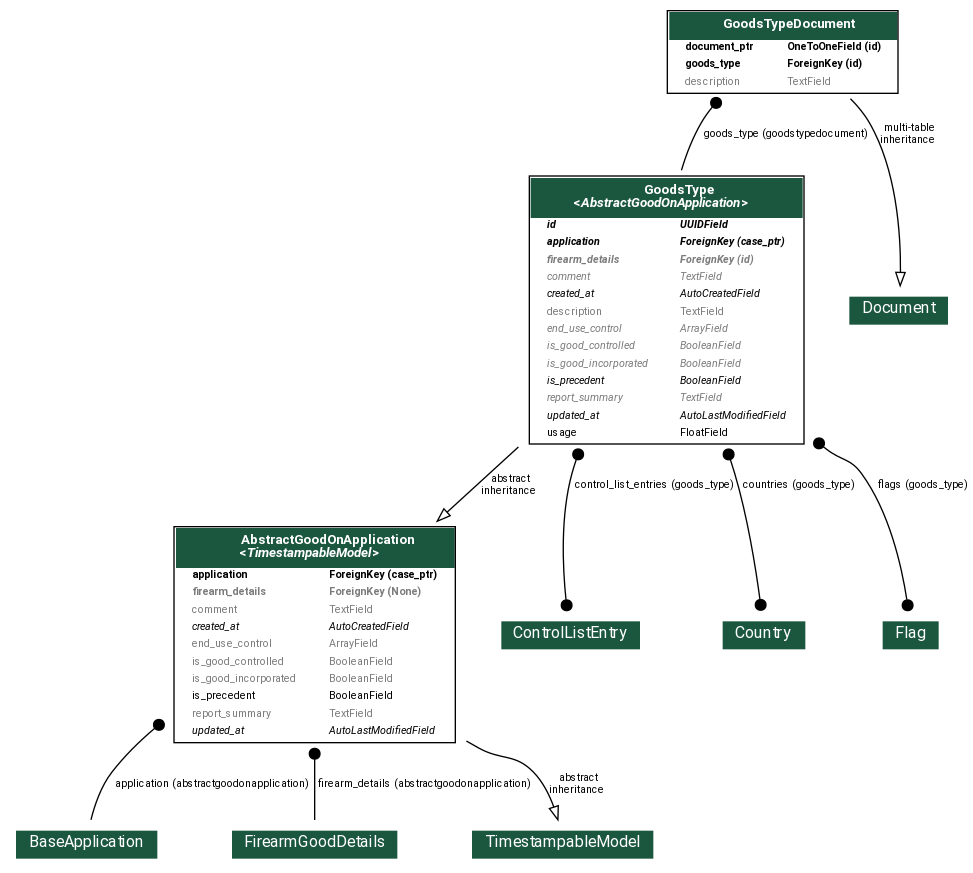 GoodsTypeDocument
document_ptr OneToOneField (id)
goods_type ForeignKey (id)
description TextField
multi-table
inheritance
goods_type (goodstypedocument)
GoodsType
<AbstractGoodOnApplication>
id UUIDField
application ForeignKey (case_ptr)
firearm_details ForeignKey (id)
comment TextField
created_at AutoCreatedField
description TextField
end_use_control ArrayField
is_good_controlled BooleanField
is_good_incorporated BooleanField
is_precedent BooleanField
report_summary TextField
updated_at AutoLastModifiedField
usage FloatField
Document
abstract
inheritance
control_list_entries (goods_type)
countries (goods_type)
flags (goods_type)
AbstractGoodOnApplication
<TimestampableModel>
application ForeignKey (case_ptr)
firearm_details ForeignKey (None)
comment TextField
created_at AutoCreatedField
end_use_control ArrayField
is_good_controlled BooleanField
is_good_incorporated BooleanField
is_precedent BooleanField
report_summary TextField
updated_at AutoLastModifiedField
ControlListEntry
Country
Flag
application (abstractgoodonapplication)
firearm_details (abstractgoodonapplication)
abstract
inheritance
BaseApplication
FirearmGoodDetails
TimestampableModel